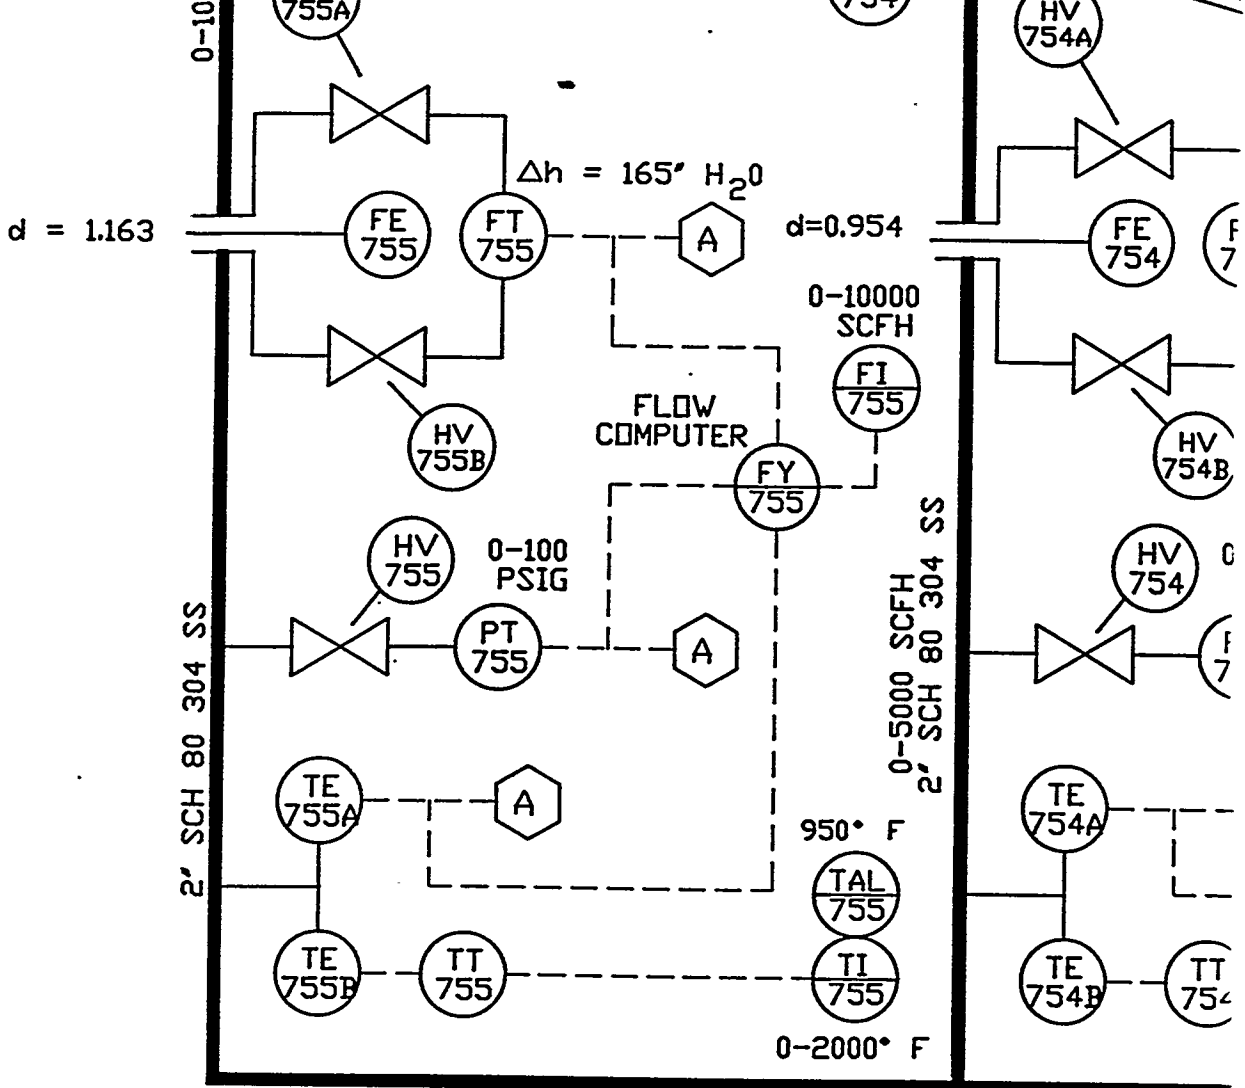 0-10
755A
754
HV
754A
Δh = 165" H2O
d = 1.163
FE
755
FT
755
A
d=0.954
FE
754
0-10000
SCFH
FI
755
FLOW
COMPUTER
HV
755B
FY
755
HV
754B
HV
755
0-100
PSIG
HV
754
PT
755
A
2" SCH 80 304 SS
0-5000 SCFH
2" SCH 80 304 SS
TE
755A
A
TE
754A
950° F
TAL
755
TE
755B
TT
755
TI
755
TE
754B
TT
0-2000° F